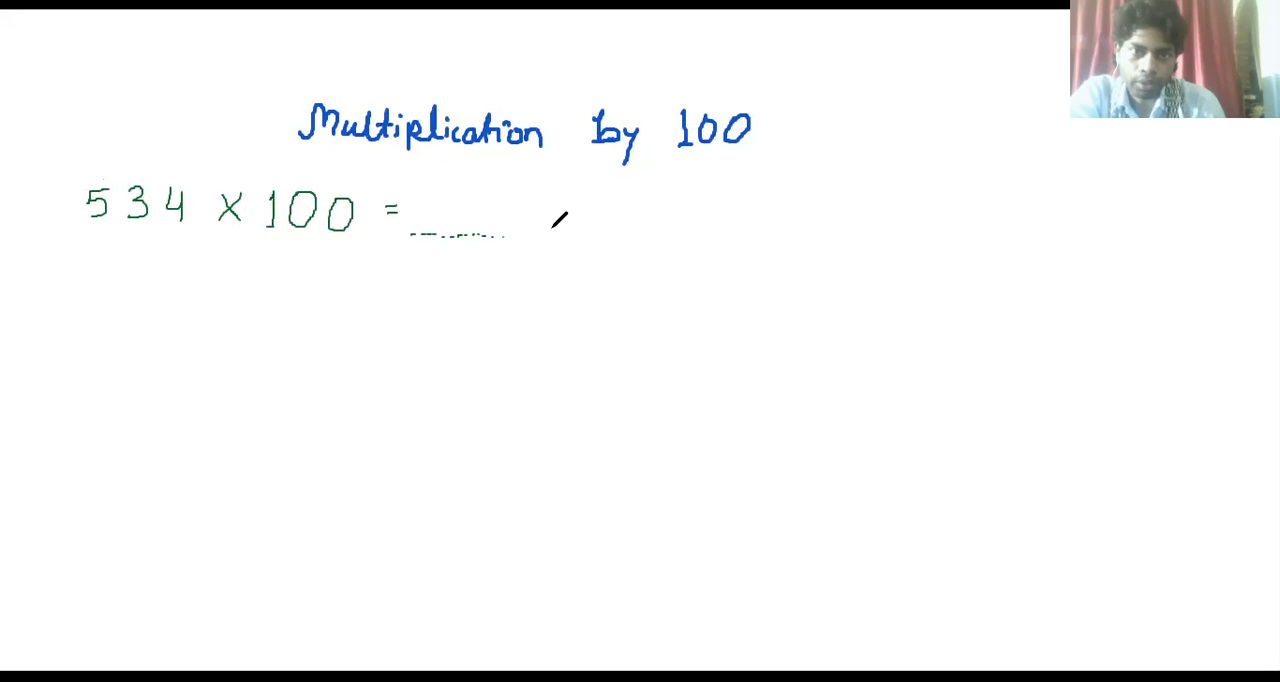 Multiplication by 100
534 × 100 = ............